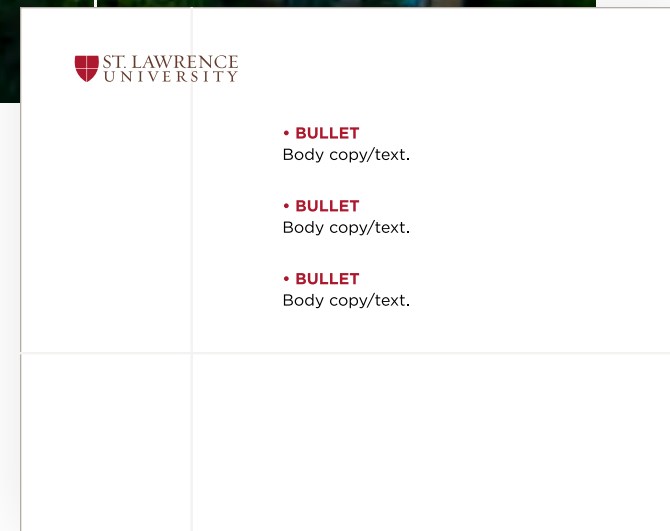 ST. LAWRENCE
UNIVERSITY
• BULLET
Body copy/text.
• BULLET
Body copy/text.
• BULLET
Body copy/text.